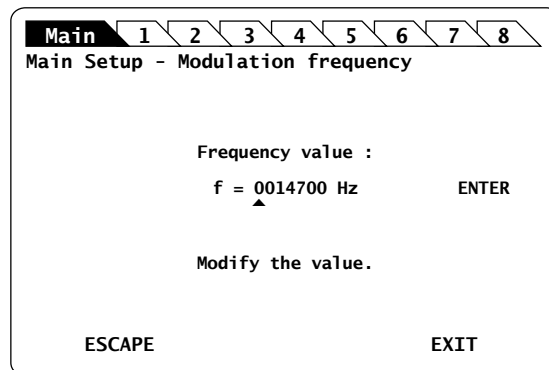 Main 1 2 3 4 5 6 7 8
Main Setup - Modulation frequency
Frequency value :
f = 0014700 Hz ENTER
Modify the value.
ESCAPE EXIT